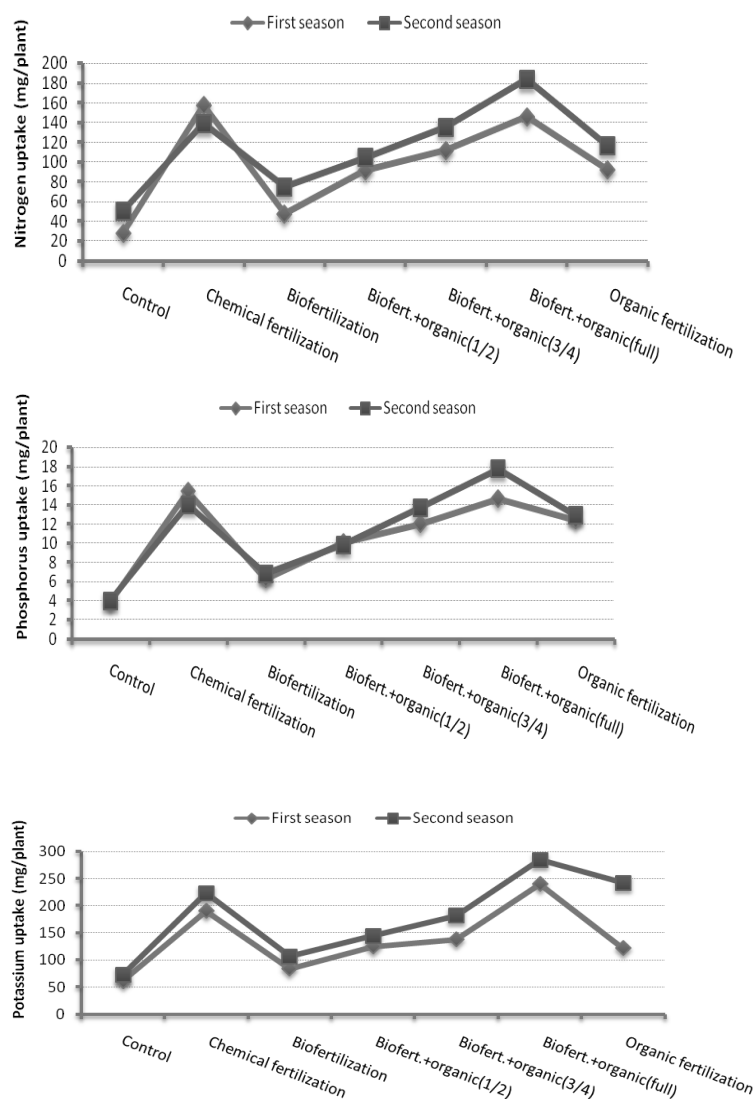 First season Second season
Nitrogen uptake (mg/plant)
200
180
160
140
120
100
80
60
40
20
0
Control
Chemical fertilization
Biofertilization
Biofert.+organic(1/2)
Biofert.+organic(3/4)
Biofert.+organic(full)
Organic fertilization
First season Second season
Phosphorus uptake (mg/plant)
20
18
16
14
12
10
8
6
4
2
0
Control
Chemical fertilization
Biofertilization
Biofert.+organic(1/2)
Biofert.+organic(3/4)
Biofert.+organic(full)
Organic fertilization
First season Second season
Potassium uptake (mg/plant)
300
250
200
150
100
50
0
Control
Chemical fertilization
Biofertilization
Biofert.+organic(1/2)
Biofert.+organic(3/4)
Biofert.+organic(full)
Organic fertilization